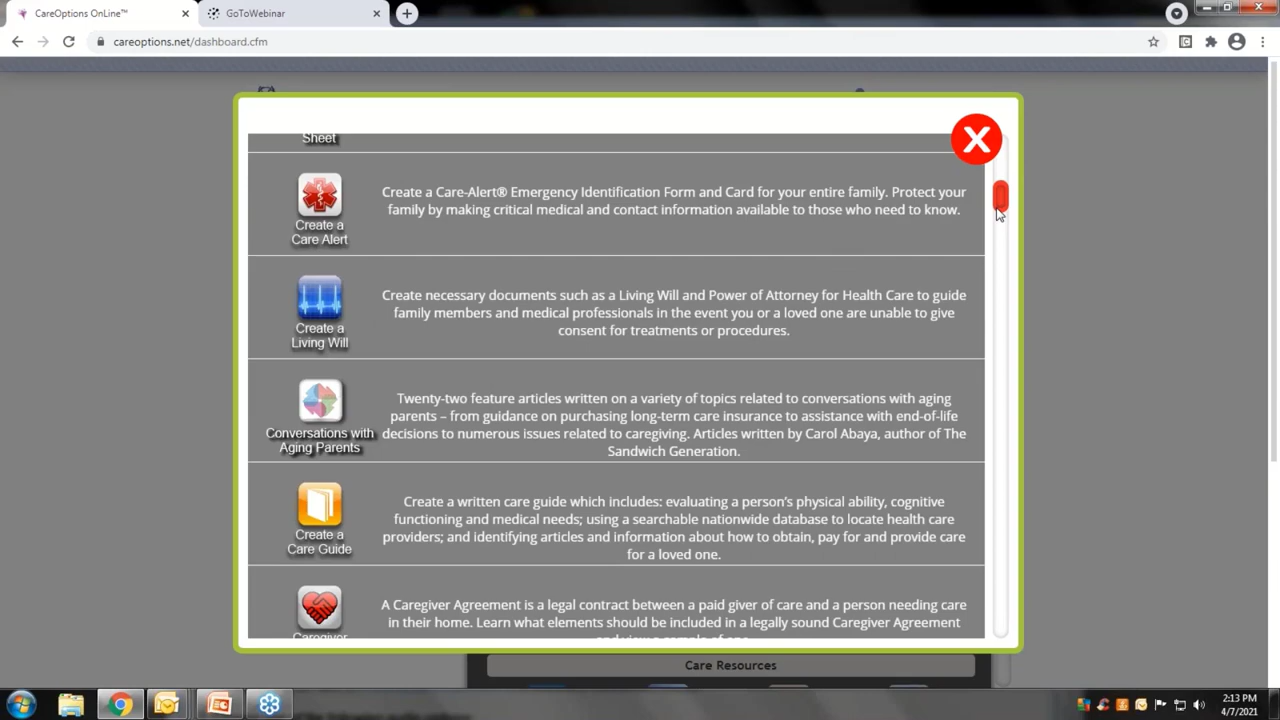 CareOptions OnLine™
GoToWebinar
careoptions.net/dashboard.cfm
Sheet
Create a
Care Alert
Create a Care-Alert® Emergency Identification Form and Card for your entire family. Protect your
family by making critical medical and contact information available to those who need to know.
Create a
Living Will
Create necessary documents such as a Living Will and Power of Attorney for Health Care to guide
family members and medical professionals in the event you or a loved one are unable to give
consent for treatments or procedures.
Conversations with
Aging Parents
Twenty-two feature articles written on a variety of topics related to conversations with aging
parents – from guidance on purchasing long-term care insurance to assistance with end-of-life
decisions to numerous issues related to caregiving. Articles written by Carol Abaya, author of The
Sandwich Generation.
Create a
Care Guide
Create a written care guide which includes: evaluating a person's physical ability, cognitive
functioning and medical needs; using a searchable nationwide database to locate health care
providers; and identifying articles and information about how to obtain, pay for and provide care
for a loved one.
Caregiver
A Caregiver Agreement is a legal contract between a paid giver of care and a person needing care
in their home. Learn what elements should be included in a legally sound Caregiver Agreement
and view a sample of one.
Care Resources
2:13 PM
4/7/2021